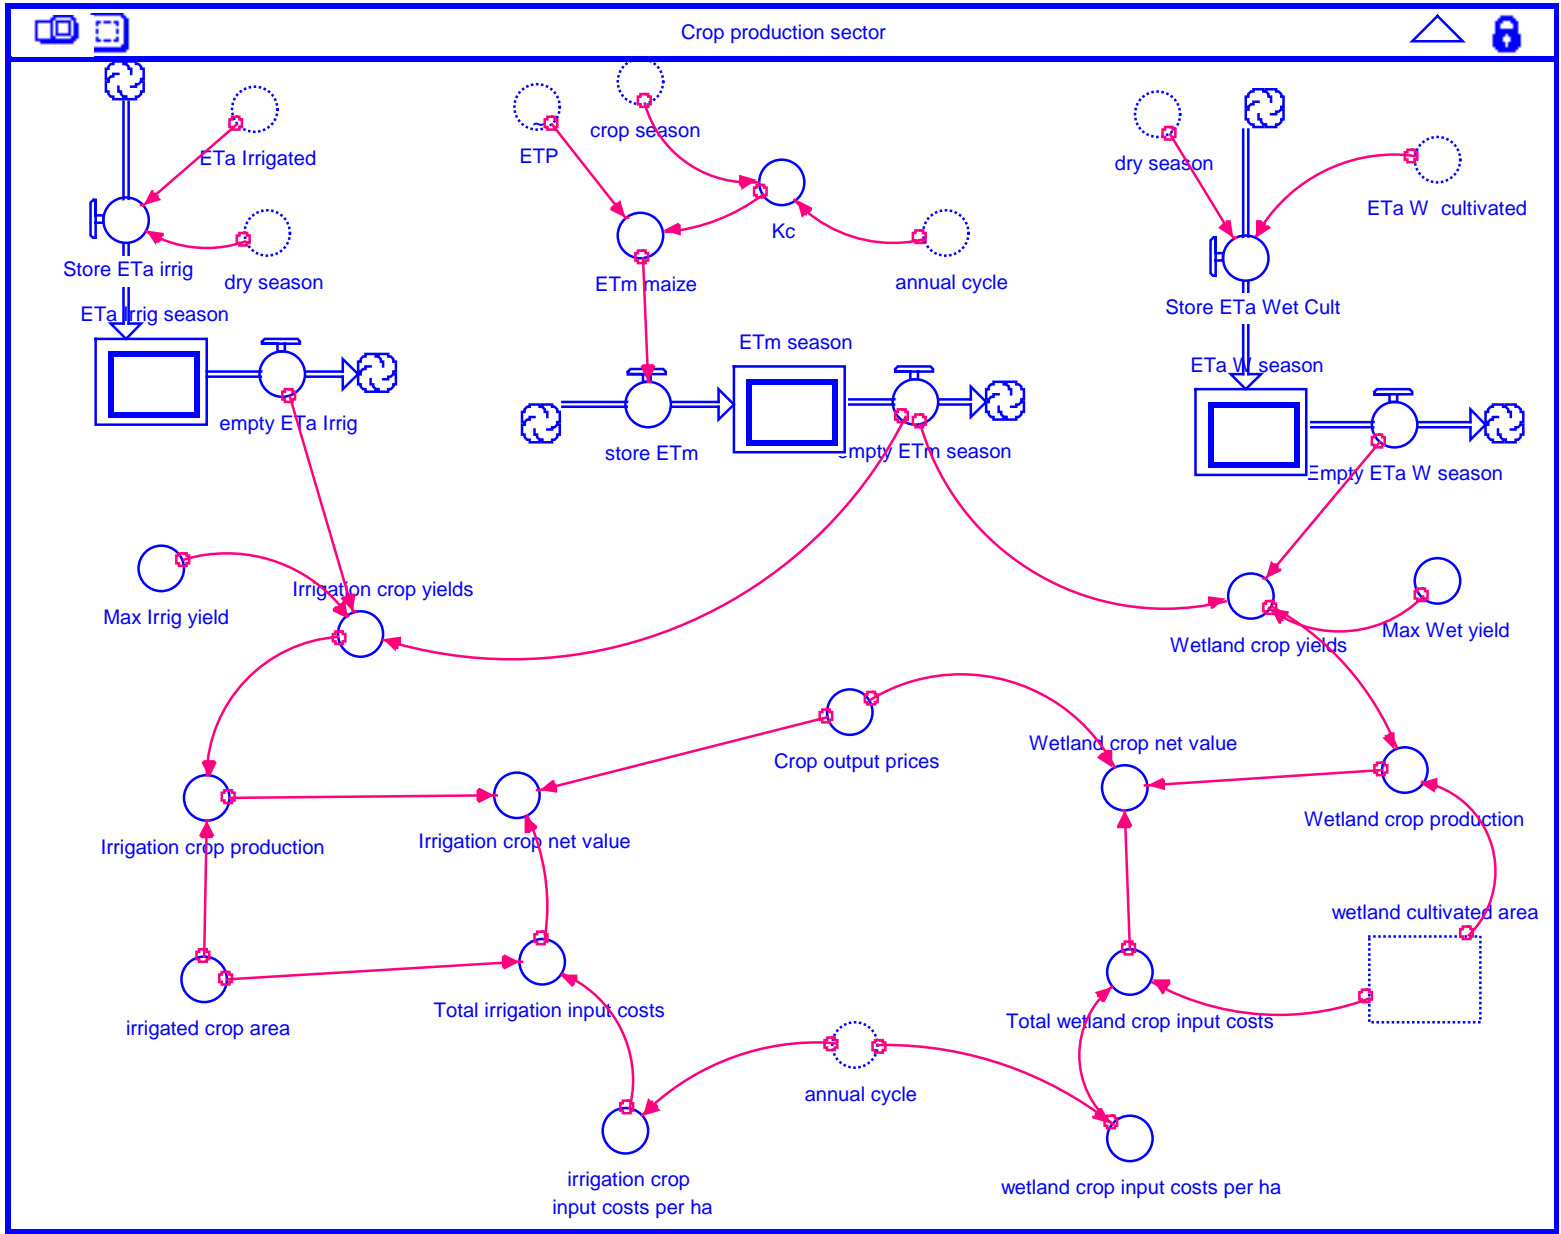 Crop production sector
crop season
ETa Irrigated
ETP
dry season
ETa W  cultivated
Kc
Store ETa irrig
dry season
ETm maize
annual cycle
Store ETa Wet Cult
ETa Irrig season
ETm season
ETa W season
empty ETa Irrig
store ETm
empty ETm season
Empty ETa W season
Irrigation crop yields
Max Irrig yield
Max Wet yield
Wetland crop yields
Wetland crop net value
Crop output prices
Wetland crop production
Irrigation crop production
Irrigation crop net value
wetland cultivated area
Total irrigation input costs
Total wetland crop input costs
irrigated crop area
annual cycle
irrigation crop
input costs per ha
wetland crop input costs per ha